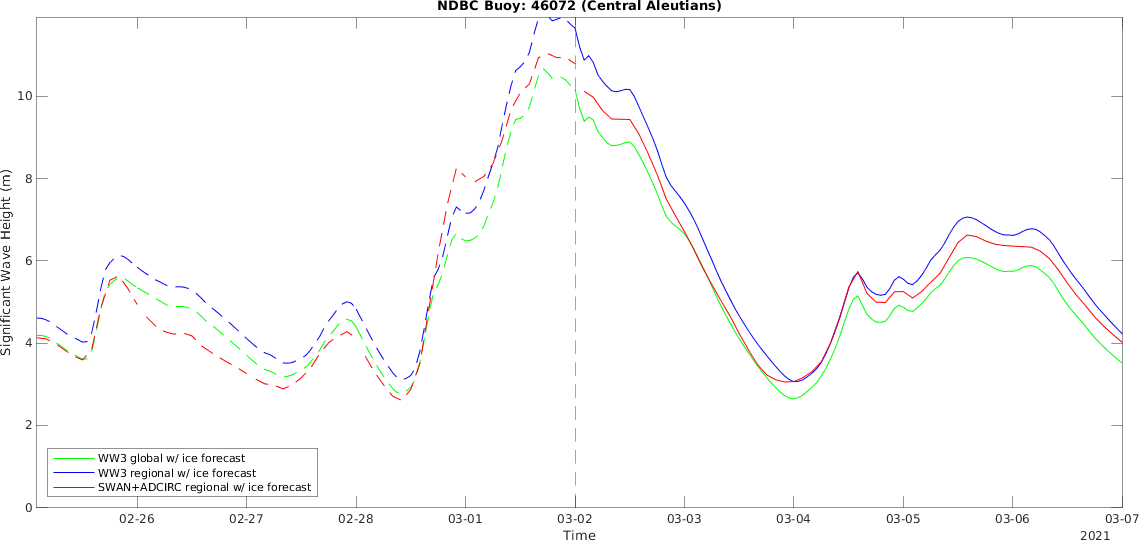 NDBC Buoy: 46072 (Central Aleutians)
Significant Wave Height (m)
10
8
6
4
2
0
WW3 global w/ ice forecast
WW3 regional w/ ice forecast
SWAN+ADCIRC regional w/ ice forecast
02-26 02-27 02-28 03-01 03-02 03-03 03-04 03-05 03-06 03-07
Time
2021